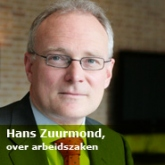 Hans Zuurmond,
over arbeidszaken